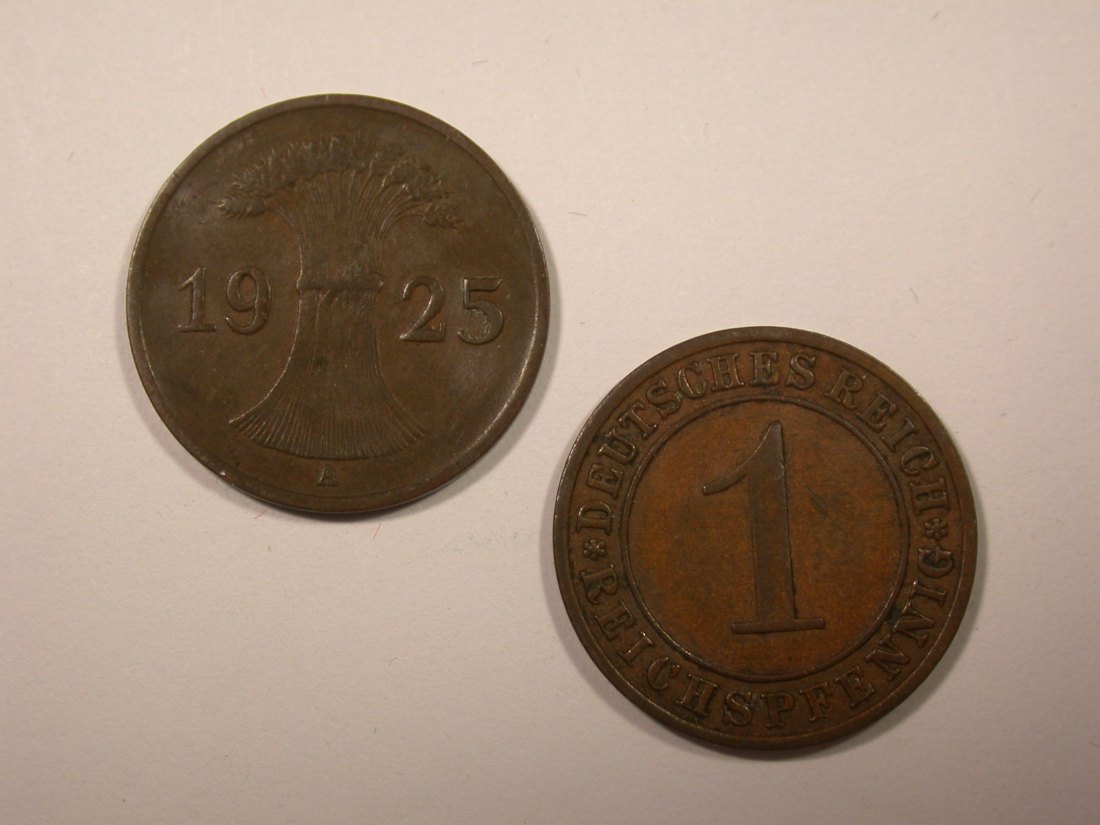 1925
A
DEUTSCHES REICH
1
REICHSPFENNIG